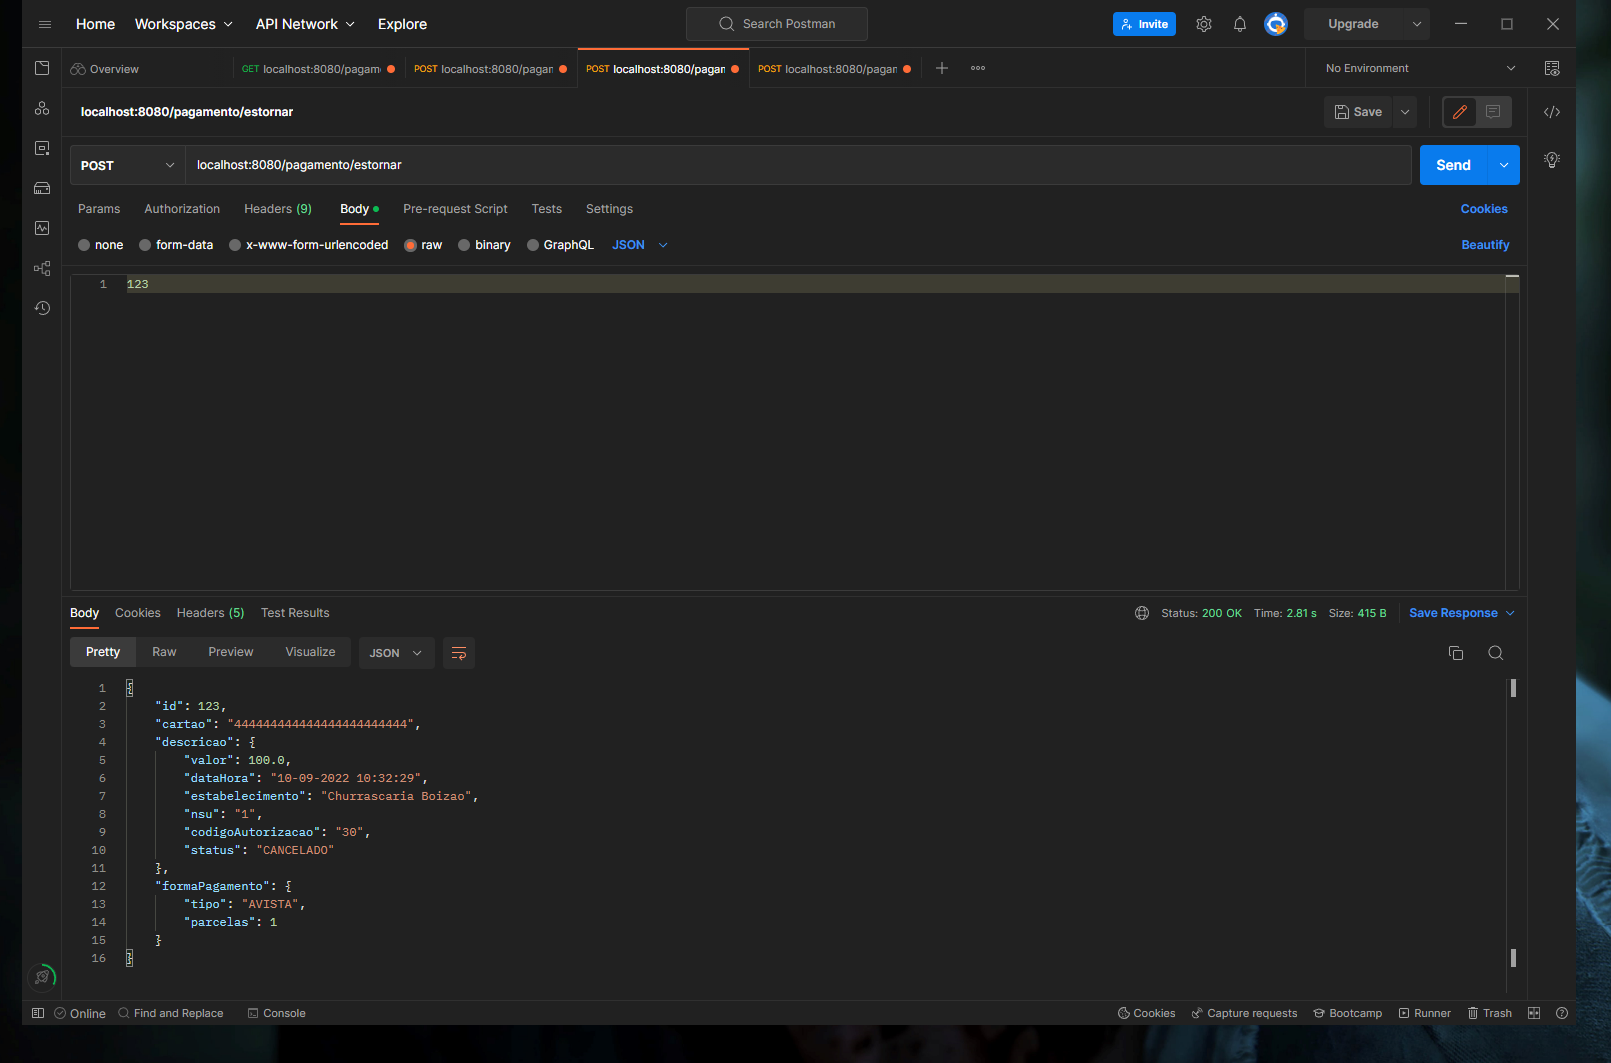 Home Workspaces API Network Explore Search Postman Invite Upgrade
Overview GET localhost:8080/pagam POST localhost:8080/pagan POST localhost:8080/pagan POST localhost:8080/pagan No Environment
localhost:8080/pagamento/estornar Save
POST localhost:8080/pagamento/estornar Send
Params Authorization Headers (9) Body Pre-request Script Tests Settings Cookies
none form-data x-www-form-urlencoded raw binary GraphQL JSON Beautify
1 123
Body Cookies Headers (5) Test Results Status: 200 OK Time: 2.81 s Size: 415 B Save Response
Pretty Raw Preview Visualize JSON
1 {
2 "id": 123,
3 "cartao": "444444444444444444444444",
4 "descricao": {
5 "valor": 100.0,
6 "dataHora": "10-09-2022 10:32:29",
7 "estabelecimento": "Churrascaria Boizao",
8 "nsu": "1",
9 "codigoAutorizacao": "30",
10 "status": "CANCELADO"
11 },
12 "formaPagamento": {
13 "tipo": "AVISTA",
14 "parcelas": 1
15 }
16 }
Online Find and Replace Console Cookies Capture requests Bootcamp Runner Trash